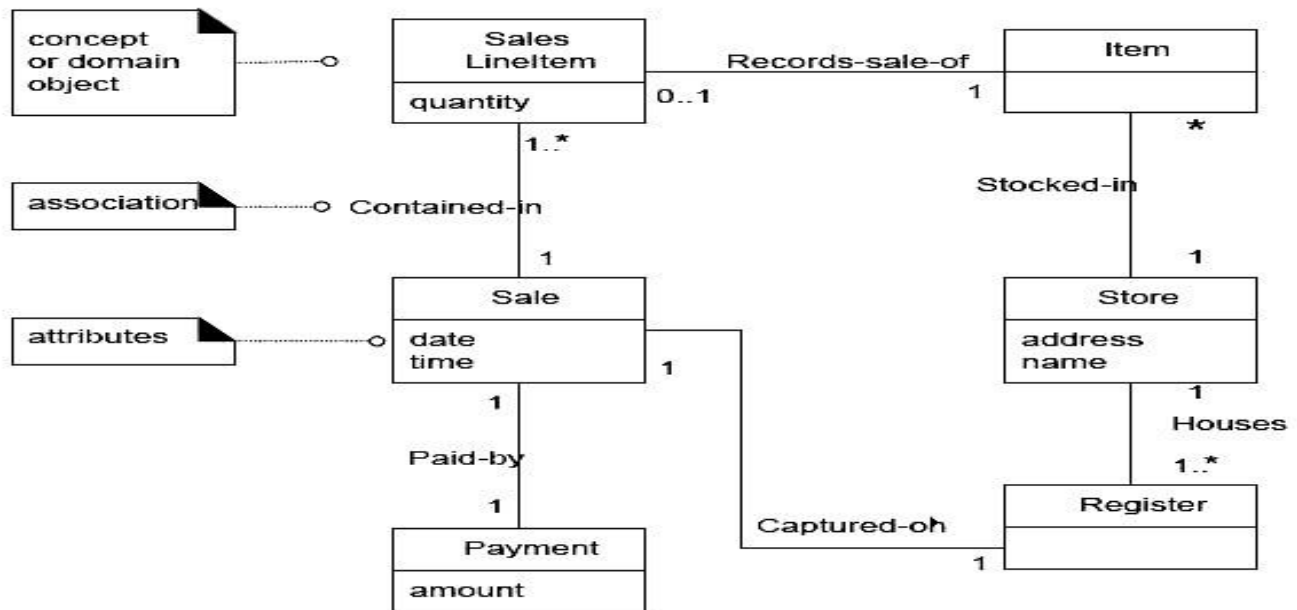 concept
or domain
object
Sales
LineItem
quantity
Records-sale-of
0..1
1
Item
*
1..*
association
Contained-in
Stocked-in
1
1
attributes
Sale
date
time
Store
address
name
1
1
1
Houses
Paid-by
1..*
1
Register
Captured-on
1
Payment
amount